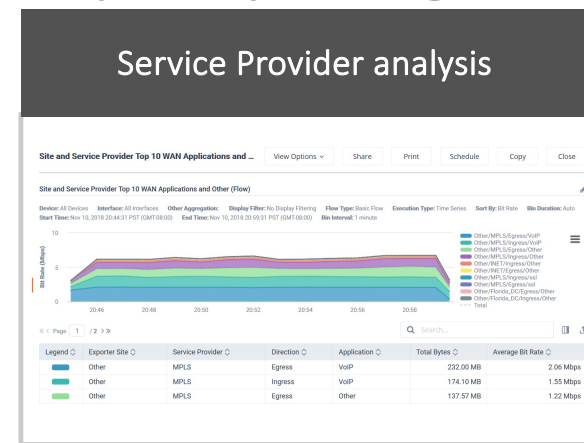 Service Provider analysis
Site and Service Provider Top 10 WAN Applications and ... View Options Share Print Schedule Copy Close
Site and Service Provider Top 10 WAN Applications and Other (Flow)
Device: All Devices Interface: All Interfaces Other Aggregation: Display Filter: No Display Filtering Flow Type: Basic Flow Execution Type: Time Series Sort By: Bit Rate Bin Duration: Auto
Start Time: Nov 10, 2018 20:44:31 PST (GMT-08:00) End Time: Nov 10, 2018 20:59:31 PST (GMT-08:00) Bin Interval: 1 minute
Bit Rate (Mbps)
10
5
0
20:46 20:48 20:50 20:52 20:54 20:56 20:58
Other/MPLS/Egress/VoIP
Other/MPLS/Ingress/VoIP
Other/MPLS/Egress/Other
Other/MPLS/Ingress/Other
Other/INET/Ingress/Other
Other/INET/Egress/Other
Other/MPLS/Ingress/ssl
Other/MPLS/Egress/ssl
Other/Florida_DC/Egress/Other
Other/Florida_DC/Ingress/Other
Total
<< Page 1 / 2 > >> Search...
Legend Exporter Site Service Provider Direction Application Total Bytes Average Bit Rate
Other MPLS Egress VoIP 232.00 MB 2.06 Mbps
Other MPLS Ingress VoIP 174.10 MB 1.55 Mbps
Other MPLS Egress Other 137.57 MB 1.22 Mbps